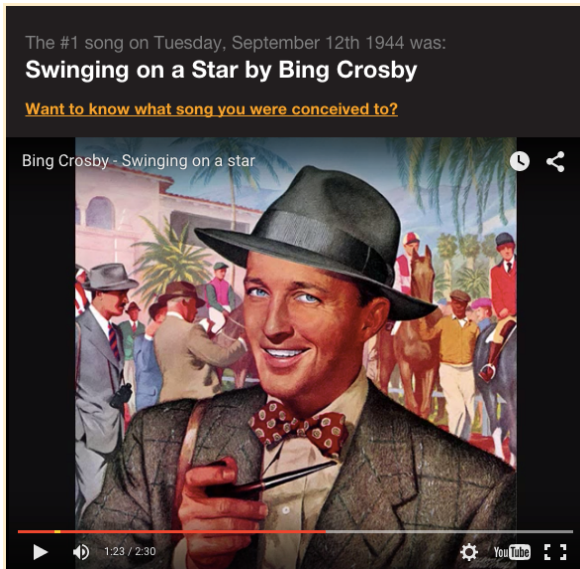 The #1 song on Tuesday, September 12th 1944 was:
Swinging on a Star by Bing Crosby
Want to know what song you were conceived to?
Bing Crosby - Swinging on a star
1:23 / 2:30
YouTube